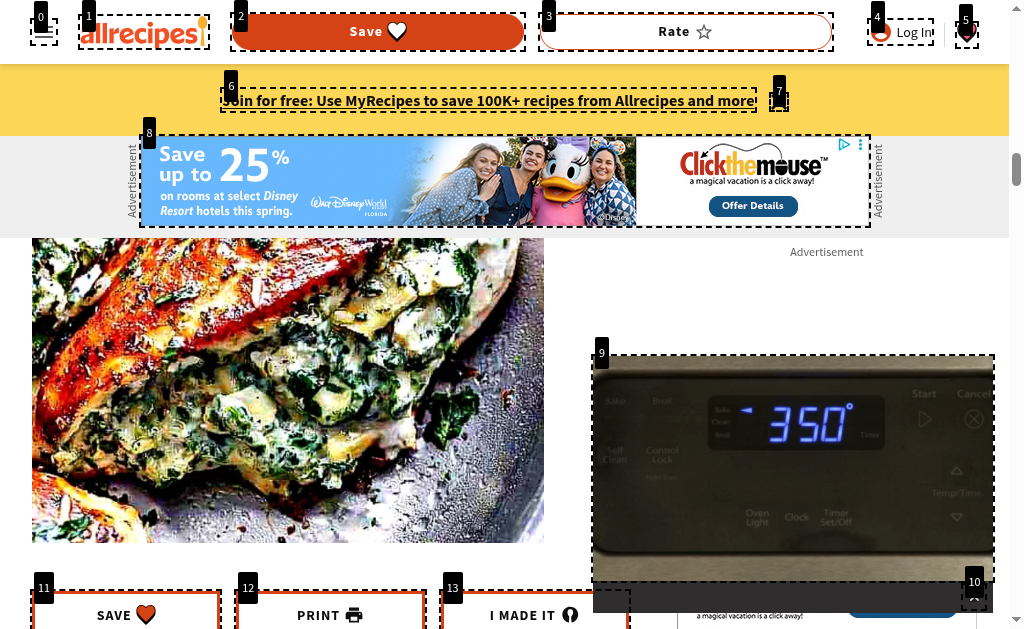 0
1
2
3
4
5
allrecipes
Save
Rate
Log In
6
7
Join for free: Use MyRecipes to save 100K+ recipes from Allrecipes and more
8
Advertisement
Save
up to 25%
on rooms at select Disney
Resort hotels this spring.
Walt Disney World
FLORIDA
©Disney
Clickthemouse™
a magical vacation is a click away!
Offer Details
Advertisement
Advertisement
9
Bake
Broil
Bake
Clean
Broil
350°
Timer
Start
Cancel
Self
Clean
Control
Lock
Temp/Time
Oven
Light
Clock
Timer
Set/Off
10
11
12
13
SAVE
PRINT
I MADE IT
a magical vacation is a click away!